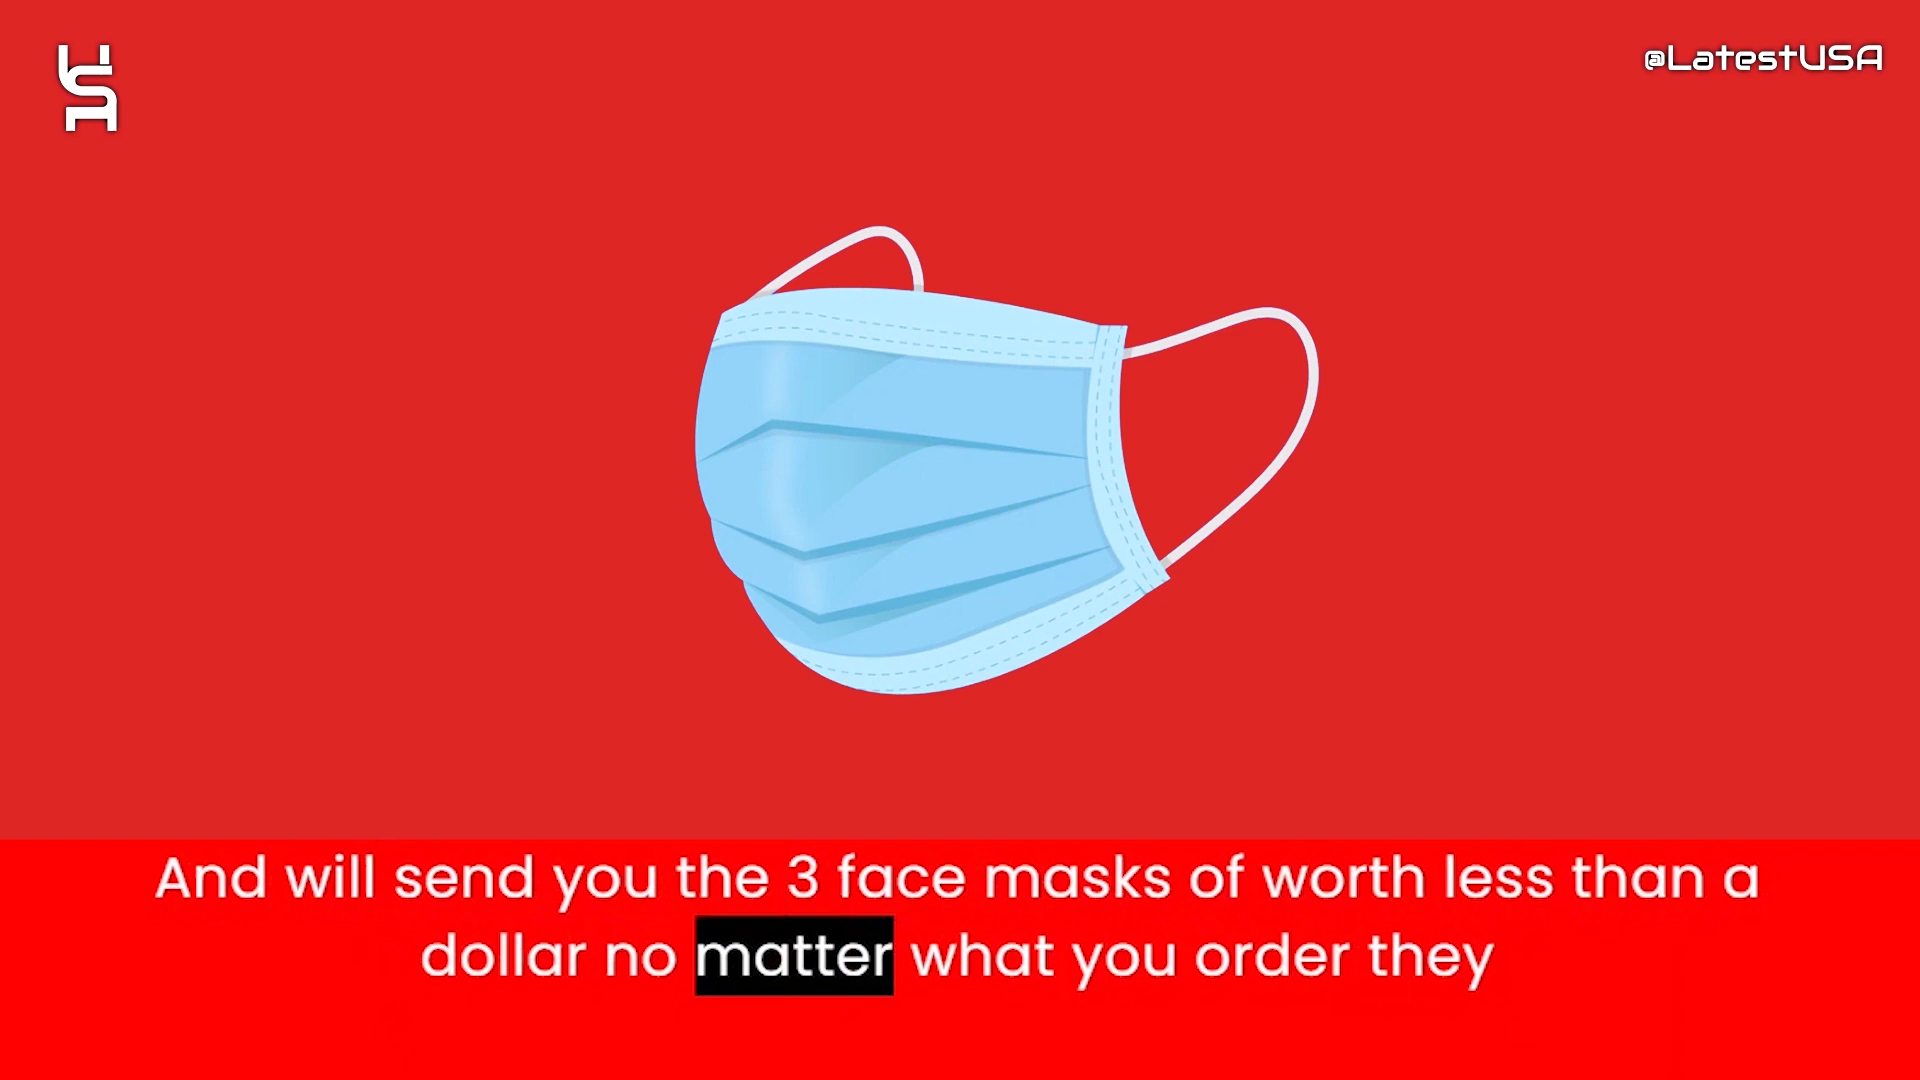 USA
@LatestUSA
And will send you the 3 face masks of worth less than a
dollar no matter what you order they